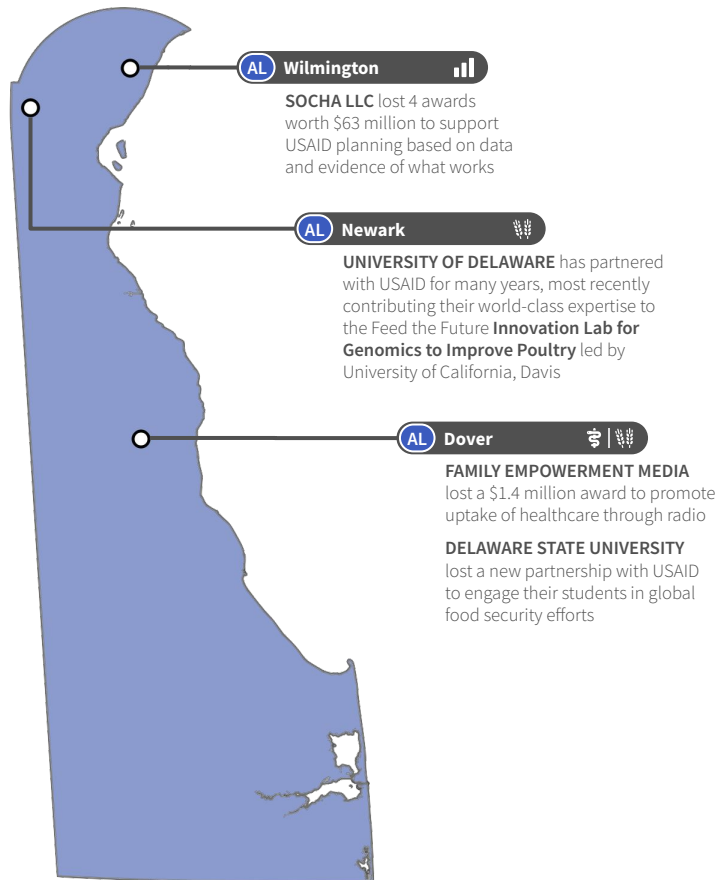 AL Wilmington
SOCHA LLC lost 4 awards
worth $63 million to support
USAID planning based on data
and evidence of what works
AL Newark
UNIVERSITY OF DELAWARE has partnered
with USAID for many years, most recently
contributing their world-class expertise to
the Feed the Future Innovation Lab for
Genomics to Improve Poultry led by
University of California, Davis
AL Dover
FAMILY EMPOWERMENT MEDIA
lost a $1.4 million award to promote
uptake of healthcare through radio
DELAWARE STATE UNIVERSITY
lost a new partnership with USAID
to engage their students in global
food security efforts